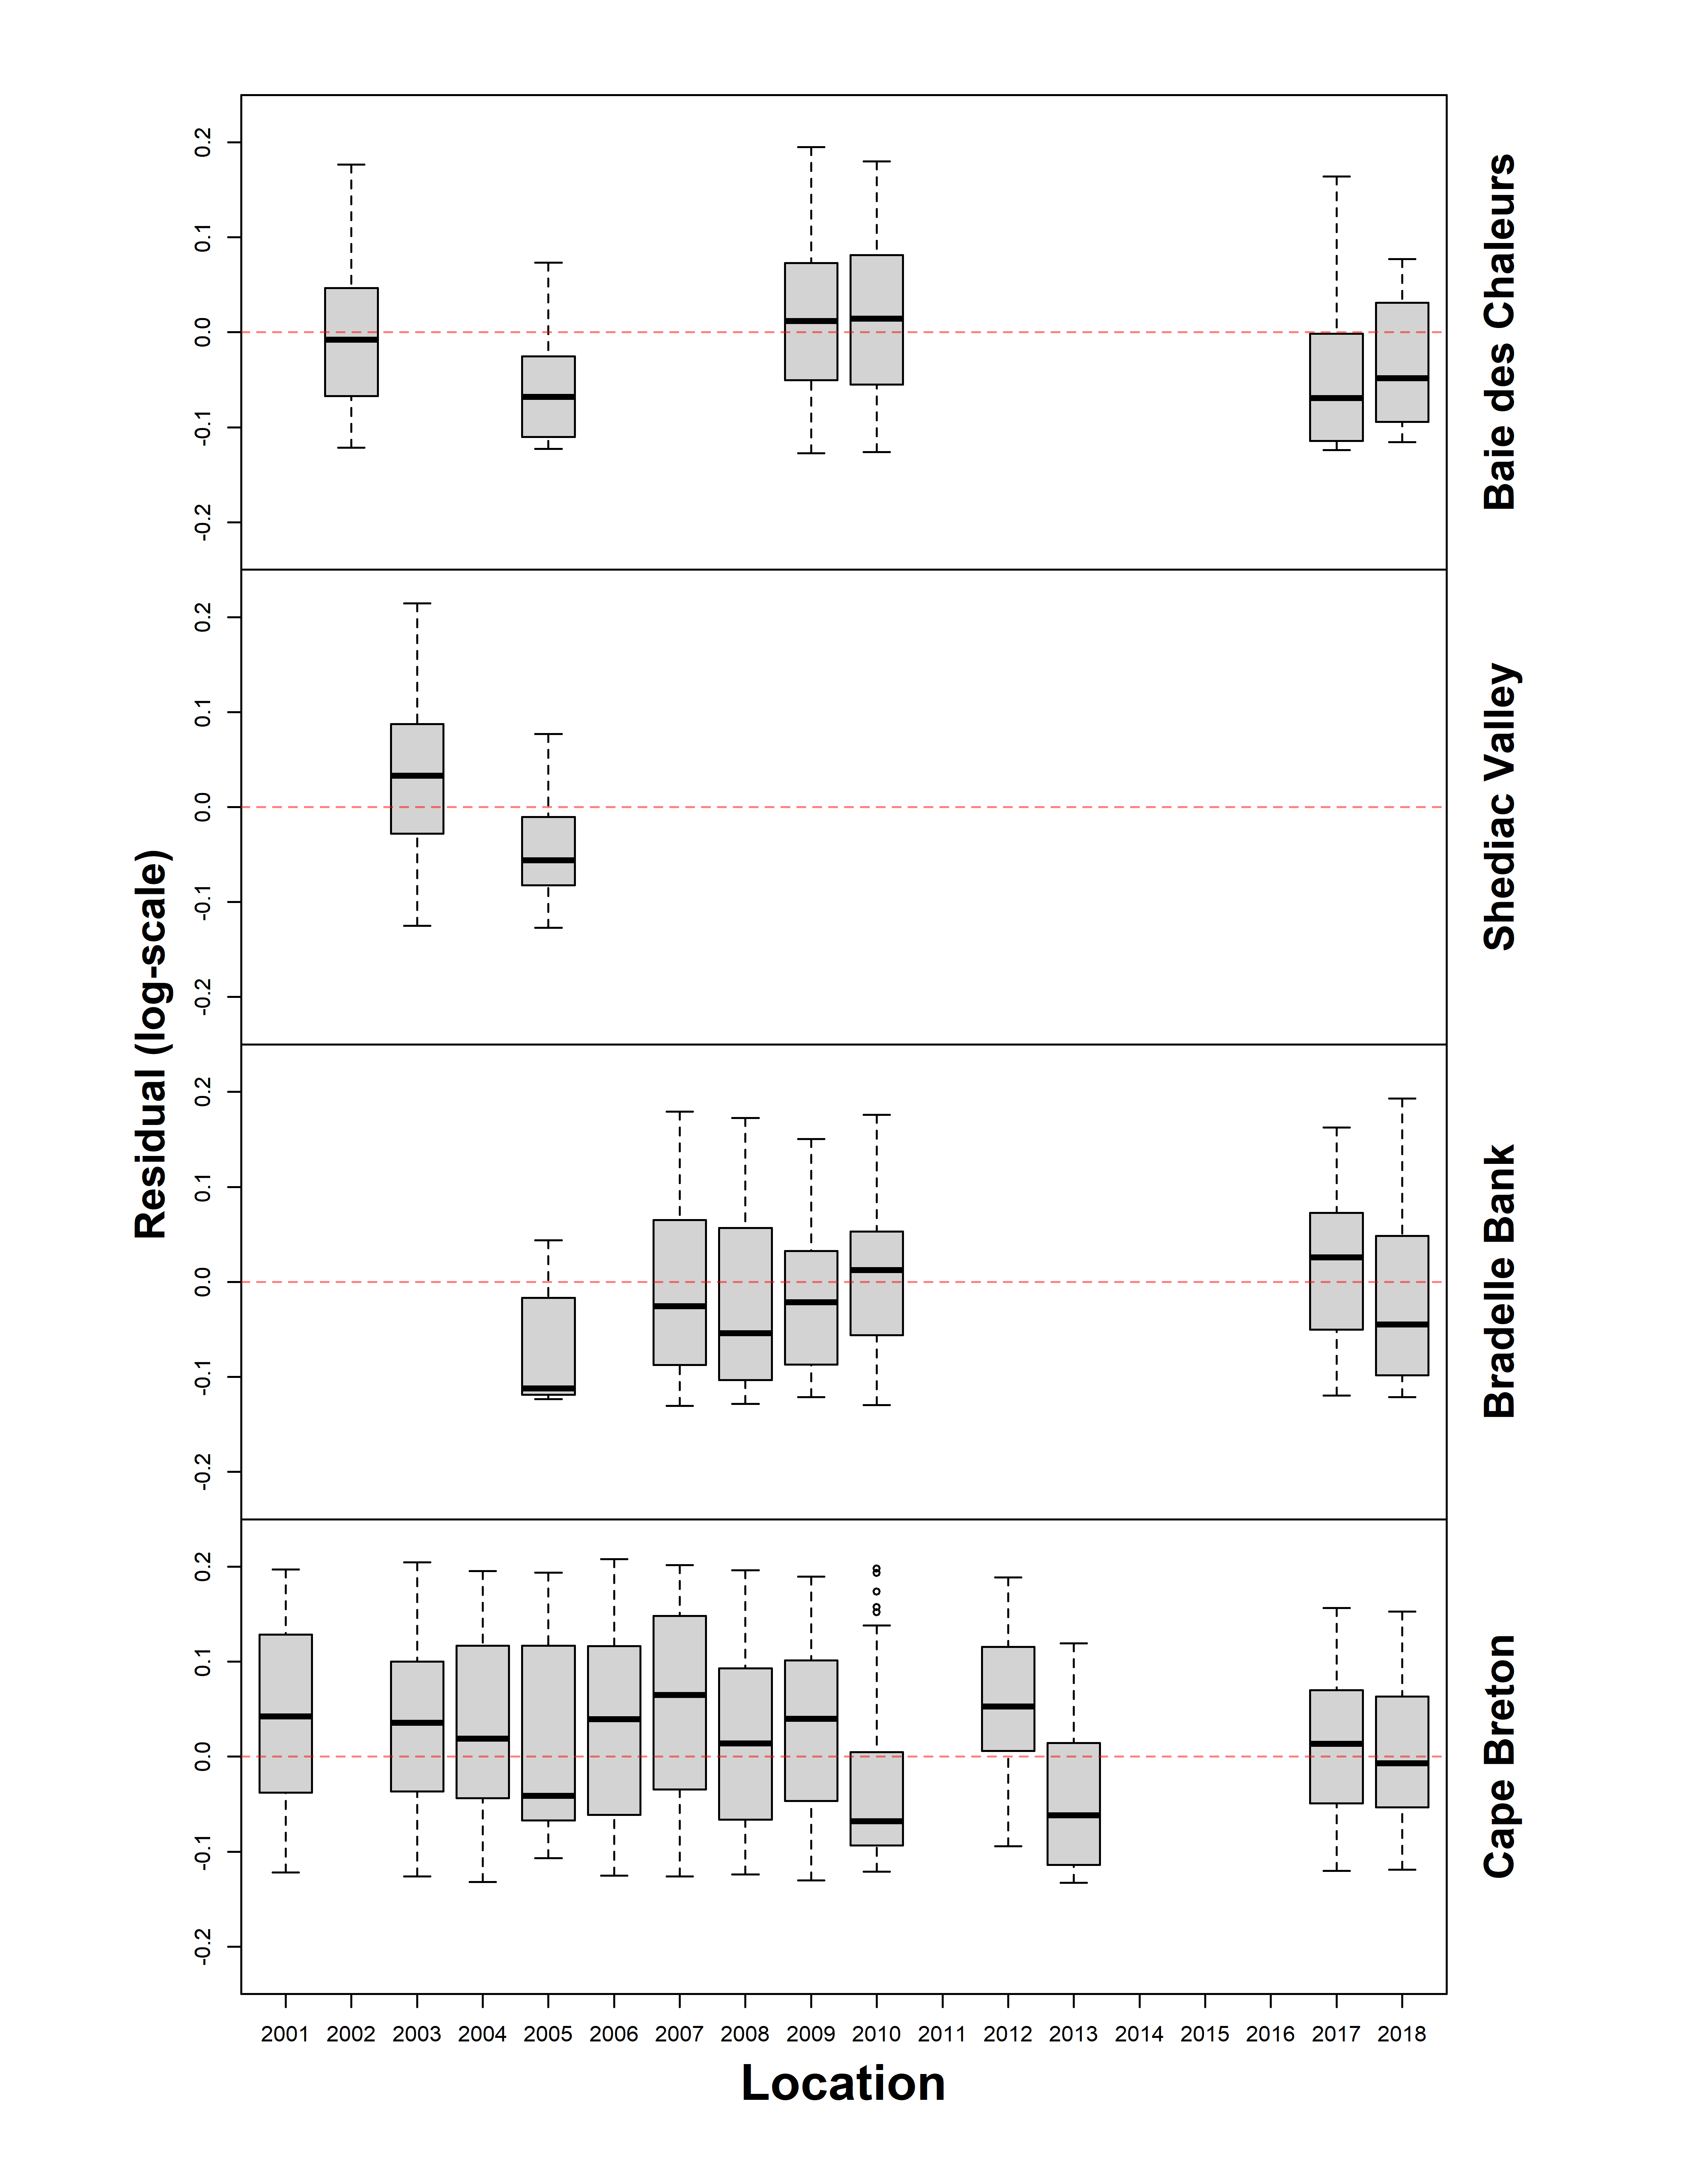 Residual (log-scale)
0.2
0.1
0.0
-0.1
-0.2
Baie des Chaleurs
0.2
0.1
0.0
-0.1
-0.2
Shediac Valley
0.2
0.1
0.0
-0.1
-0.2
Bradelle Bank
0.2
0.1
0.0
-0.1
-0.2
Cape Breton
2001 2002 2003 2004 2005 2006 2007 2008 2009 2010 2011 2012 2013 2014 2015 2016 2017 2018
Location